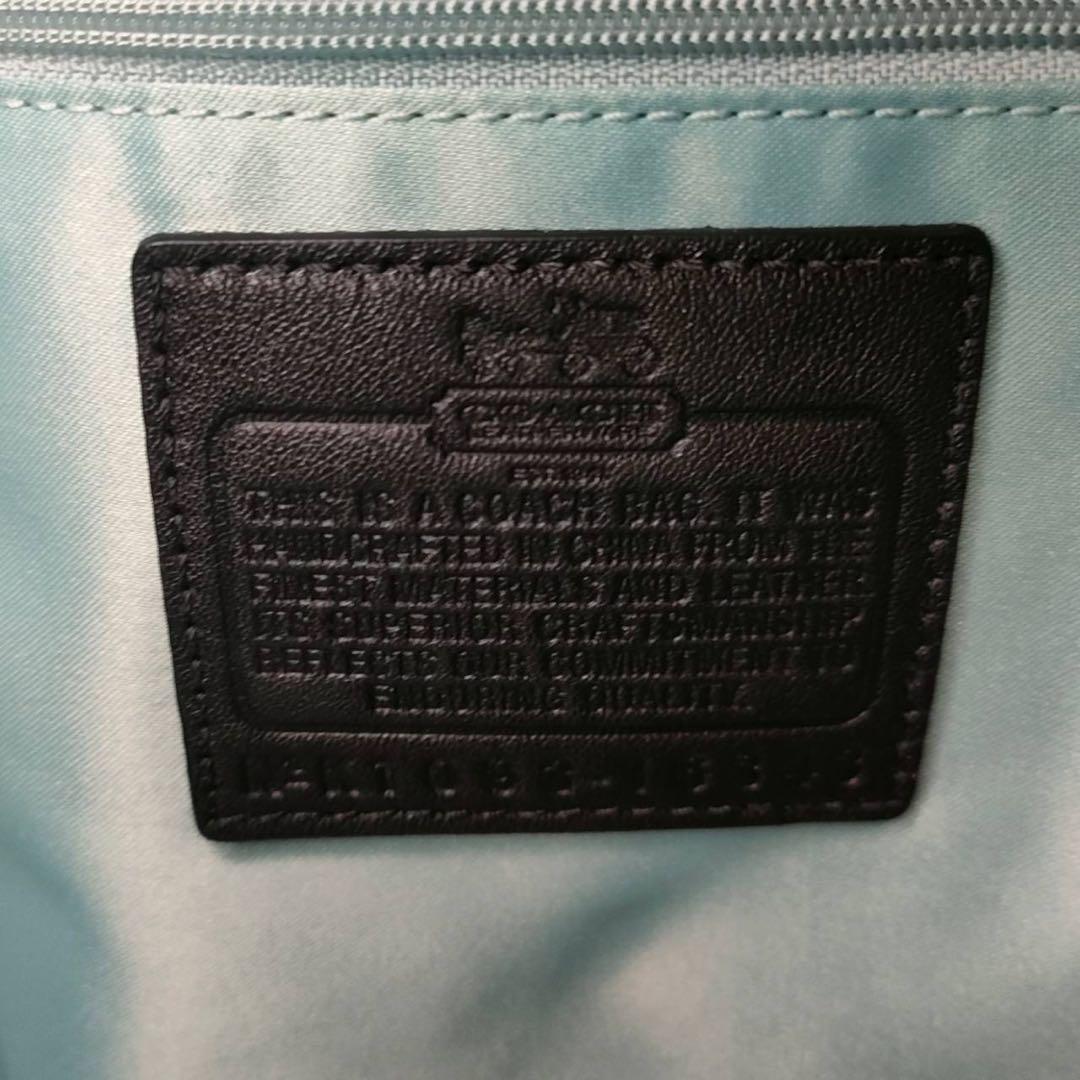 COACH
THIS IS A COACH BAG. IT WAS
HANDCRAFTED IN CHINA FROM THE
FINEST MATERIALS AND LEATHER.
ITS SUPERIOR CRAFTSMANSHIP
REFLECTS OUR COMMITMENT TO
ENDURING QUALITY.